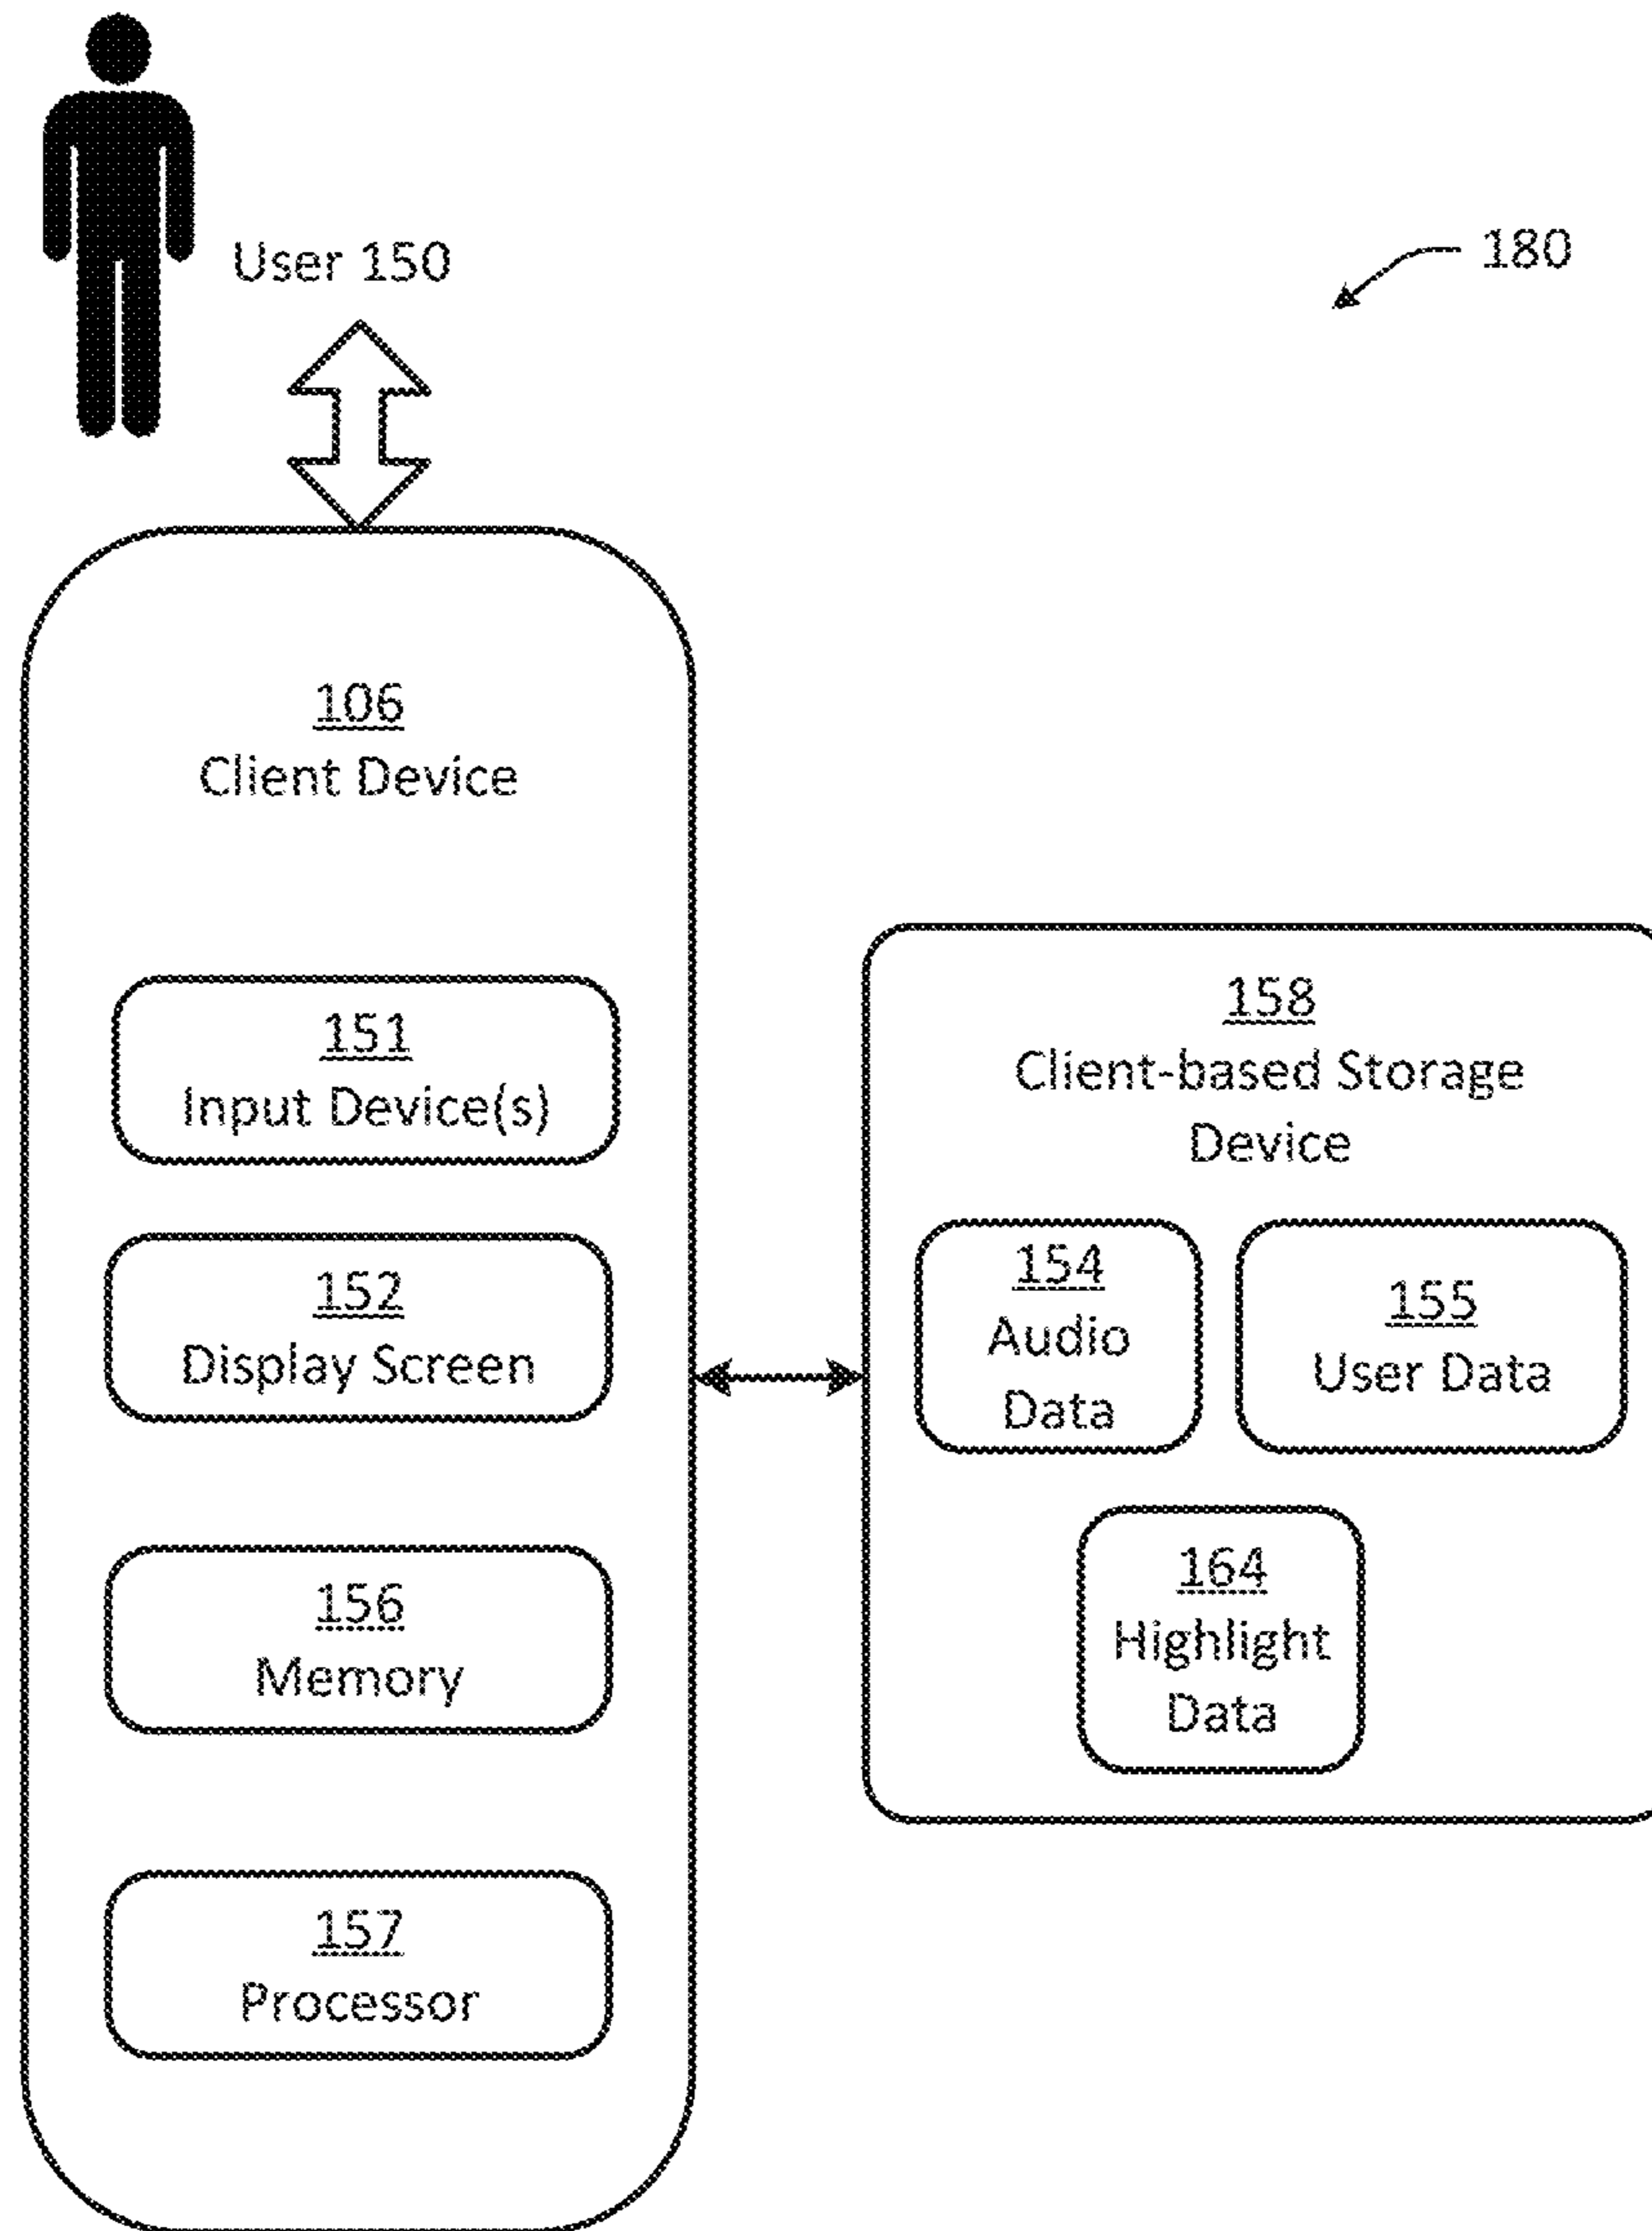 User 150
180
106
Client Device
151
Input Device(s)
152
Display Screen
156
Memory
157
Processor
158
Client-based Storage
Device
154
Audio
Data
155
User Data
164
Highlight
Data